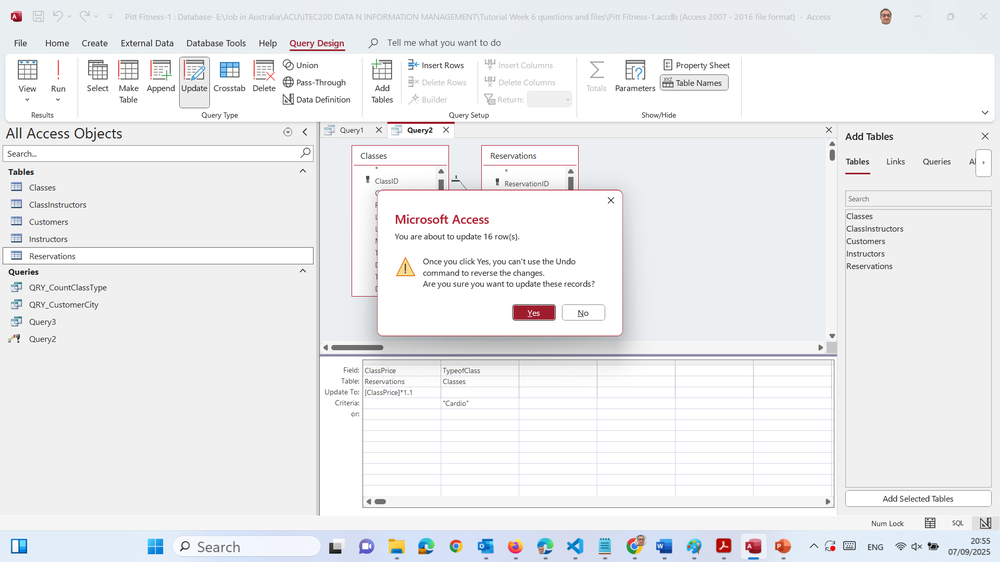 Pitt Fitness-1 : Database- E:\Job in Australia\ACU\ITEC200 DATA N INFORMATION MANAGEMENT\Tutorial Week 6 questions and files\Pitt Fitness-1.accdb (Access 2007 - 2016 file format) - Access
File Home Create External Data Database Tools Help Query Design Tell me what you want to do
View
Run
Results
Select
Make
Table
Append
Update
Crosstab
Delete
Union
Pass-Through
Data Definition
Query Type
Add
Tables
Insert Rows
Delete Rows
Builder
Insert Columns
Delete Columns
Return:
Query Setup
Totals
Parameters
Property Sheet
XYZ
Table Names
Show/Hide
All Access Objects
Search...
Tables
Classes
ClassInstructors
Customers
Instructors
Reservations
Queries
QRY_CountClassType
QRY_CustomerCity
Query3
Query2
Query1
Query2
Classes
*
ClassID
1
Reservations
*
ReservationID
Microsoft Access
You are about to update 16 row(s).
Once you click Yes, you can't use the Undo
command to reverse the changes.
Are you sure you want to update these records?
Yes
No
Field: ClassPrice TypeofClass
Table: Reservations Classes
Update To: [ClassPrice]*1.1
Criteria: "Cardio"
or:
Add Tables
Tables Links Queries
Search
Classes
ClassInstructors
Customers
Instructors
Reservations
Add Selected Tables
Num Lock
SQL
Search
ENG
20:55
07/09/2025